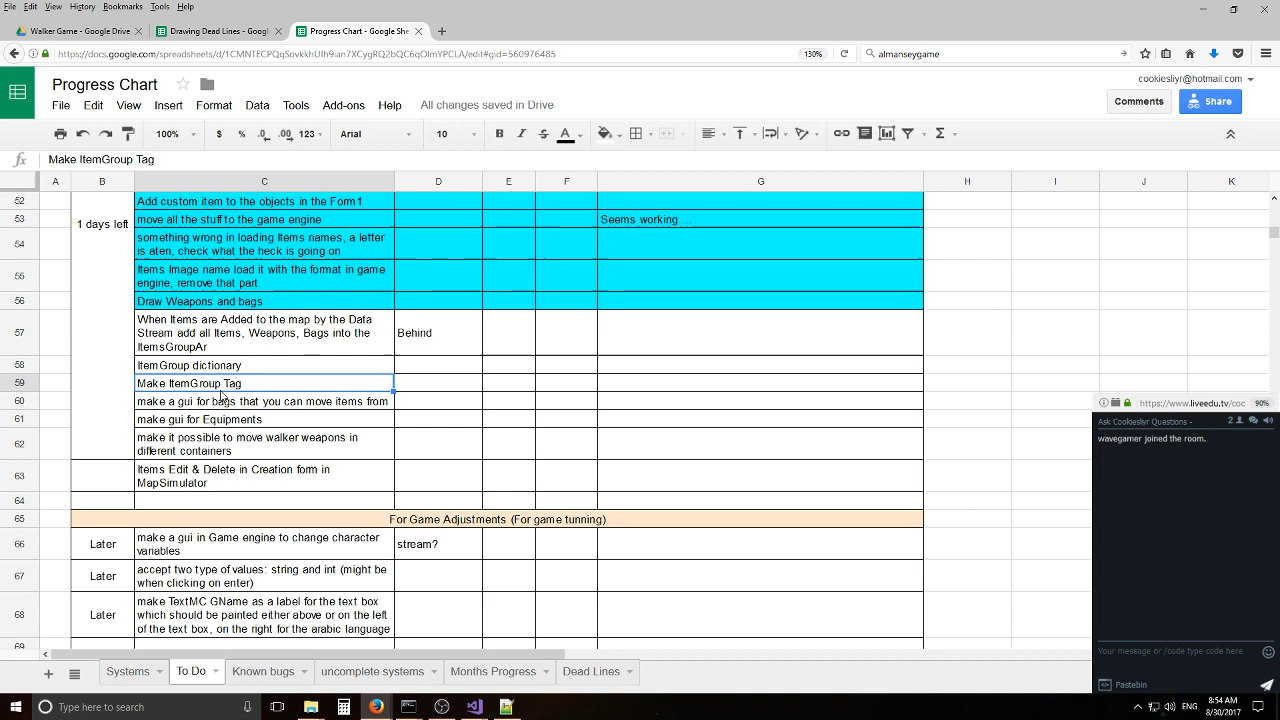 File Edit View History Bookmarks Tools Help
Walker Game - Google Drive
Drawing Dead Lines - Googl
Progress Chart - Google She
https://docs.google.com/spreadsheets/d/1CMNTECPQqSovkkhUIh9ian7XCygRQ2bQC6qOlmYPCLA/edit#gid=560976485
130%
almanseygame
Progress Chart
cookiesliyr@hotmail.com
File Edit View Insert Format Data Tools Add-ons Help All changes saved in Drive
Comments
Share
100% $ % .0 .00 123 Arial 10
fx Make ItemGroup Tag
A B C D E F G H I J K
52 Add custom item to the objects in the Form1
53 move all the stuff to the game engine Seems working ...
1 days left
54 something wrong in loading Items names, a letter
is aten, check what the heck is going on
55 Items Image name load it with the format in game
engine, remove that part
56 Draw Weapons and bags
When Items are Added to the map by the Data
57 Stream add all Items, Weapons, Bags into the Behind
ItemsGroupAr
58 ItemGroup dictionary
59 Make ItemGroup Tag
60 make a gui for bags that you can move items from
61 make gui for Equipments
62 make it possible to move walker weapons in
different containers
63 Items Edit & Delete in Creation form in
MapSimulator
64
65 For Game Adjustments (For game tunning)
66 Later make a gui in Game engine to change character
variables stream?
67 Later accept two type of values: string and int (might be
when clicking on enter)
make TextMC GName as a label for the text box
68 Later which should be painted either above or on the left
of the text box, on the right for the arabic language
69
https://www.liveedu.tv/coc 90%
Ask Cookiesliyr Questions - 2
wavegamer joined the room.
Your message or /code type code here
Pastebin
Systems To Do Known bugs uncomplete systems Months Progress Dead Lines
Type here to search
ENG
8:54 AM
8/30/2017